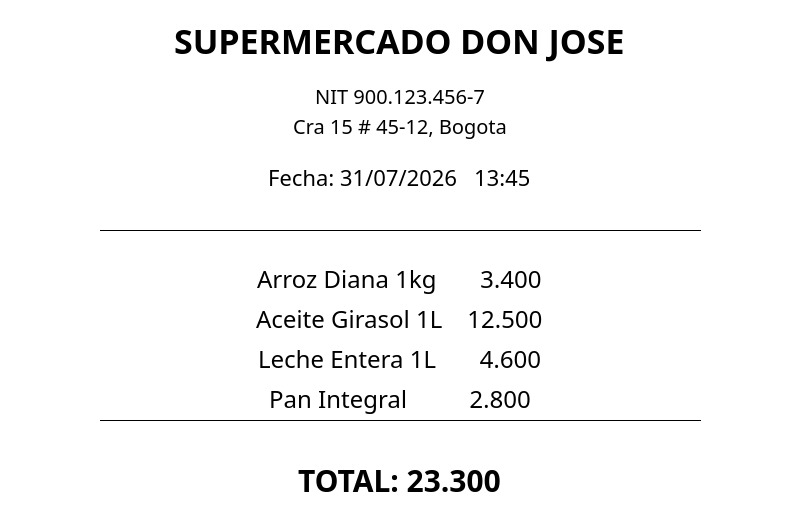 SUPERMERCADO DON JOSE
NIT 900.123.456-7
Cra 15 # 45-12, Bogota
Fecha: 31/07/2026 13:45
Arroz Diana 1kg 3.400
Aceite Girasol 1L 12.500
Leche Entera 1L 4.600
Pan Integral 2.800
TOTAL: 23.300